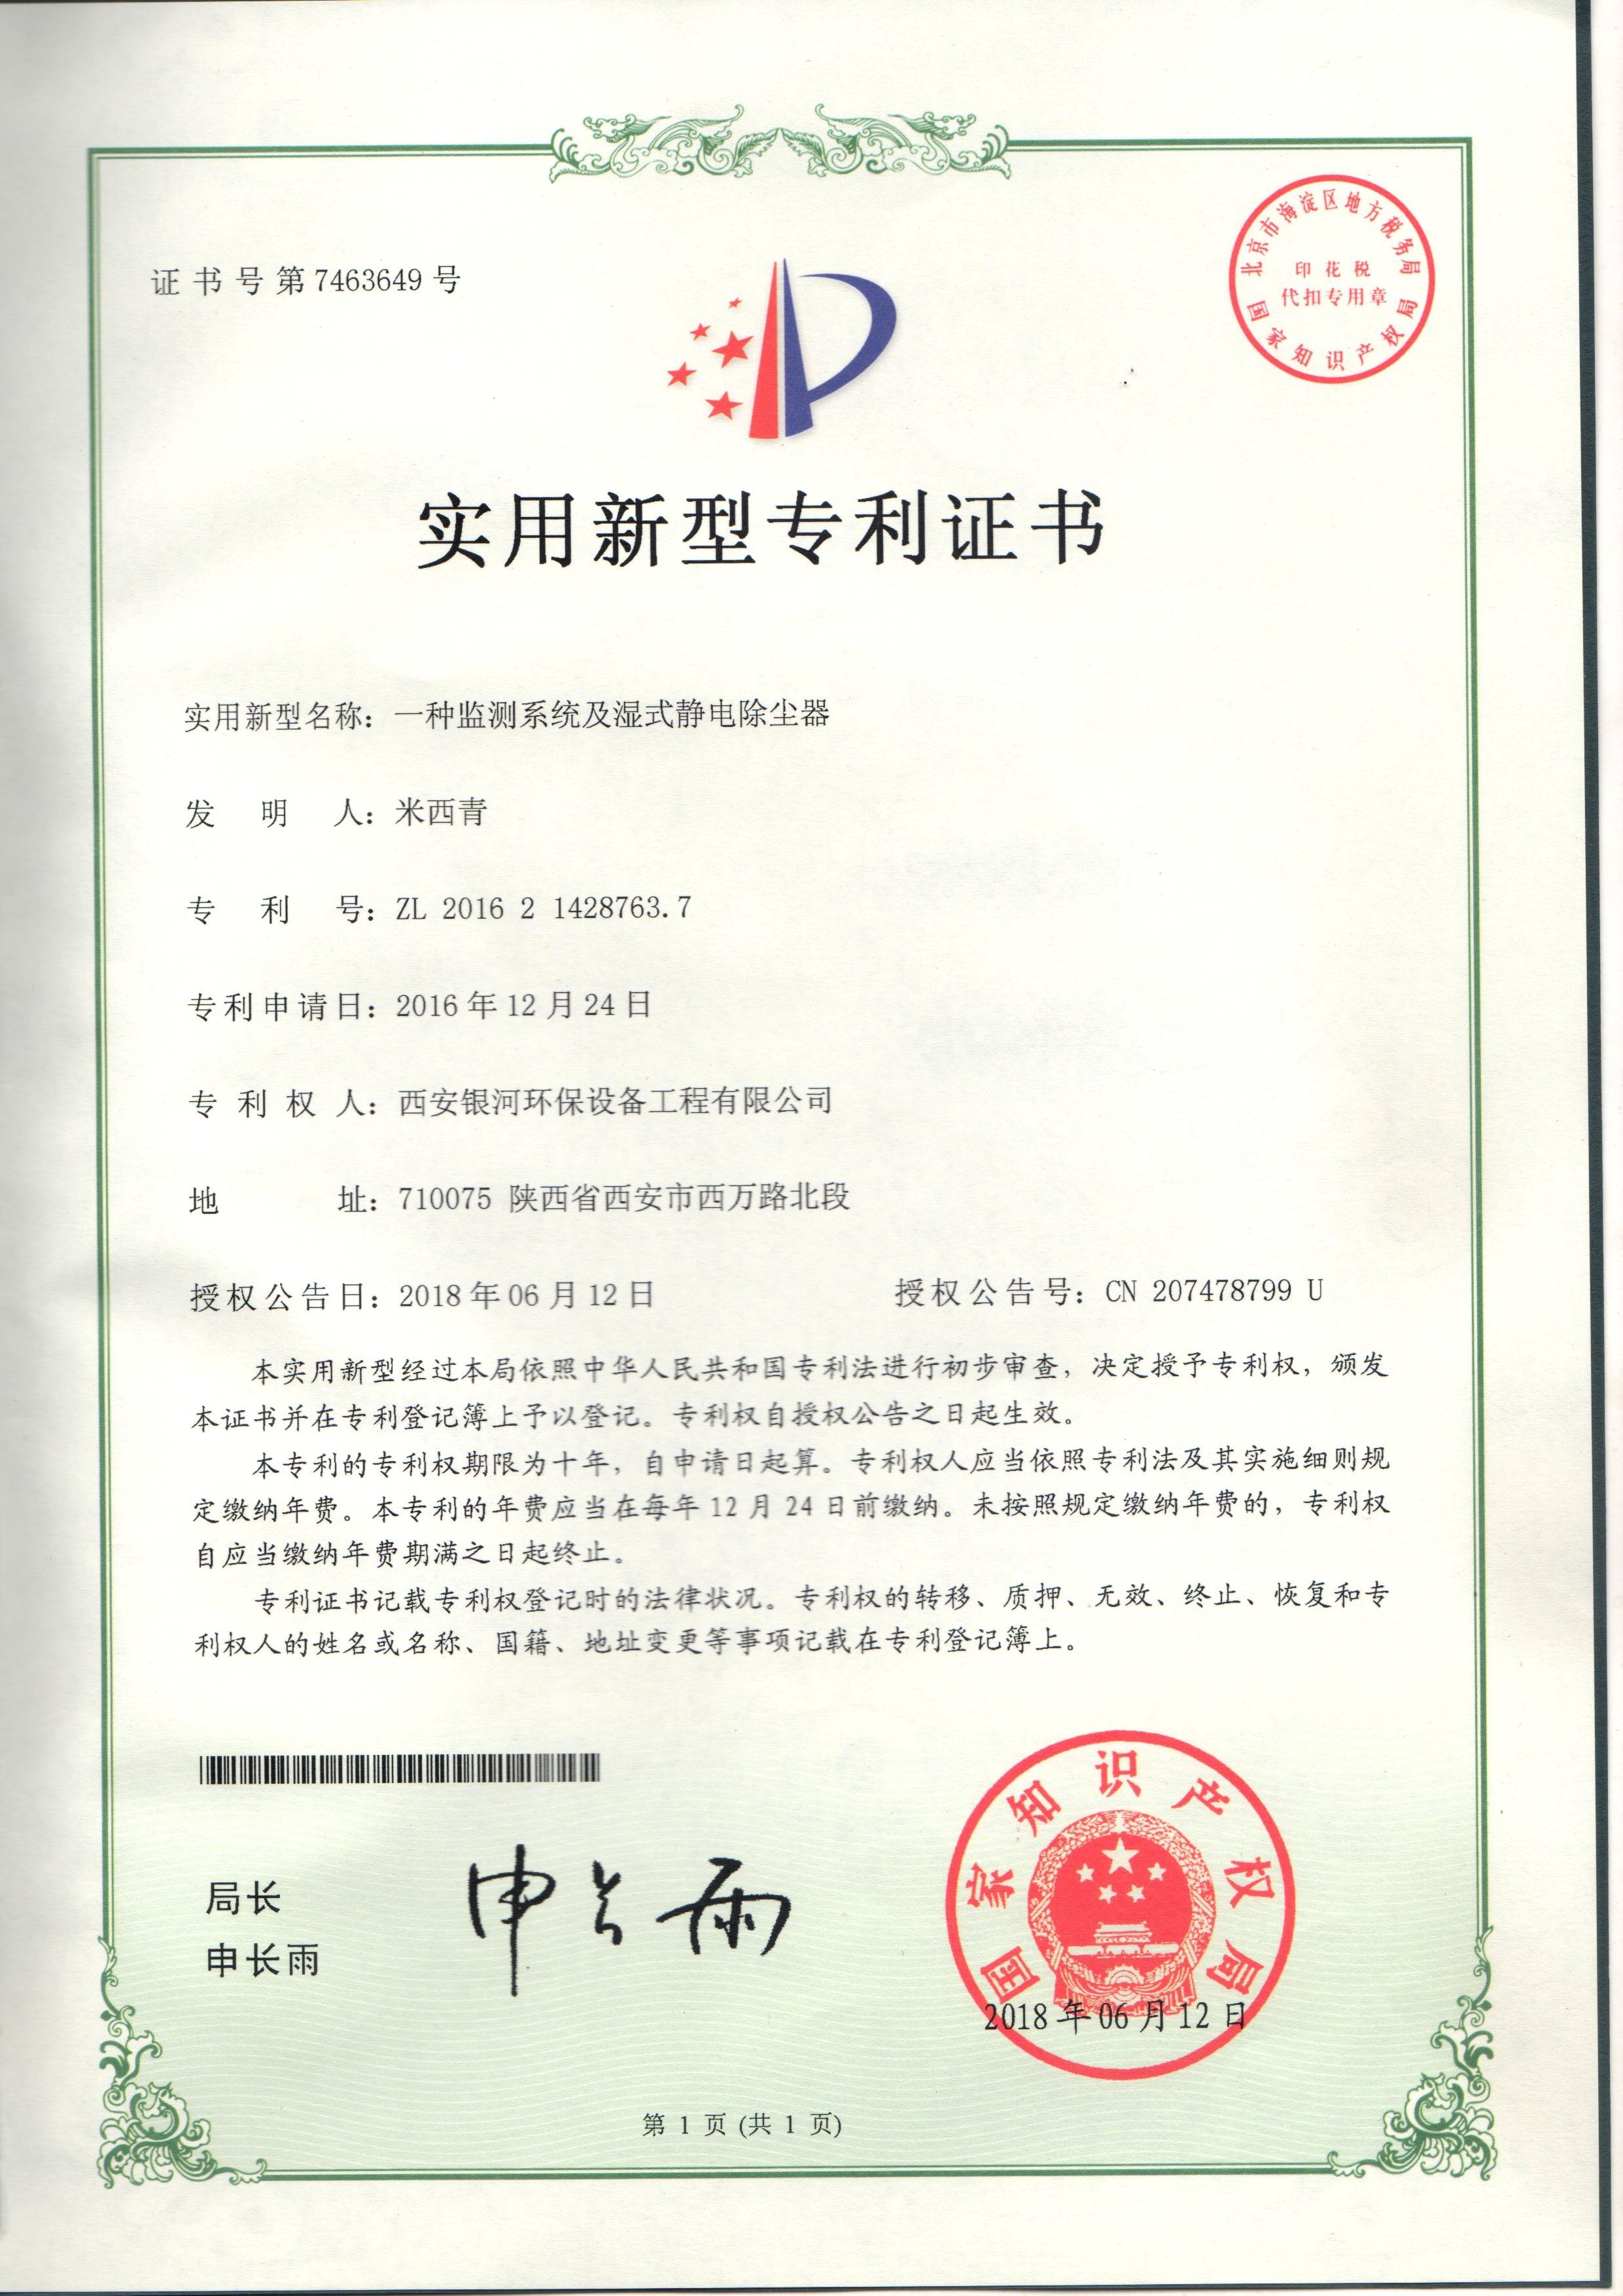 证书号第7463649号
北京市海淀区地方税务局
印花税
代扣专用章
国家知识产权局
实用新型专利证书
实用新型名称：一种监测系统及湿式静电除尘器
发明人：米西青
专利号：ZL 2016 2 1428763.7
专利申请日：2016年12月24日
专利权人：西安银河环保设备工程有限公司
地址：710075 陕西省西安市西万路北段
授权公告日：2018年06月12日 授权公告号：CN 207478799 U
本实用新型经过本局依照中华人民共和国专利法进行初步审查，决定授予专利权，颁发
本证书并在专利登记簿上予以登记。专利权自授权公告之日起生效。
本专利的专利权期限为十年，自申请日起算。专利权人应当依照专利法及其实施细则规
定缴纳年费。本专利的年费应当在每年12月24日前缴纳。未按照规定缴纳年费的，专利权
自应当缴纳年费期满之日起终止。
专利证书记载专利权登记时的法律状况。专利权的转移、质押、无效、终止、恢复和专
利权人的姓名或名称、国籍、地址变更等事项记载在专利登记簿上。
局长
申长雨
申长雨
国家知识产权局
2018年06月12日
第 1 页 (共 1 页)